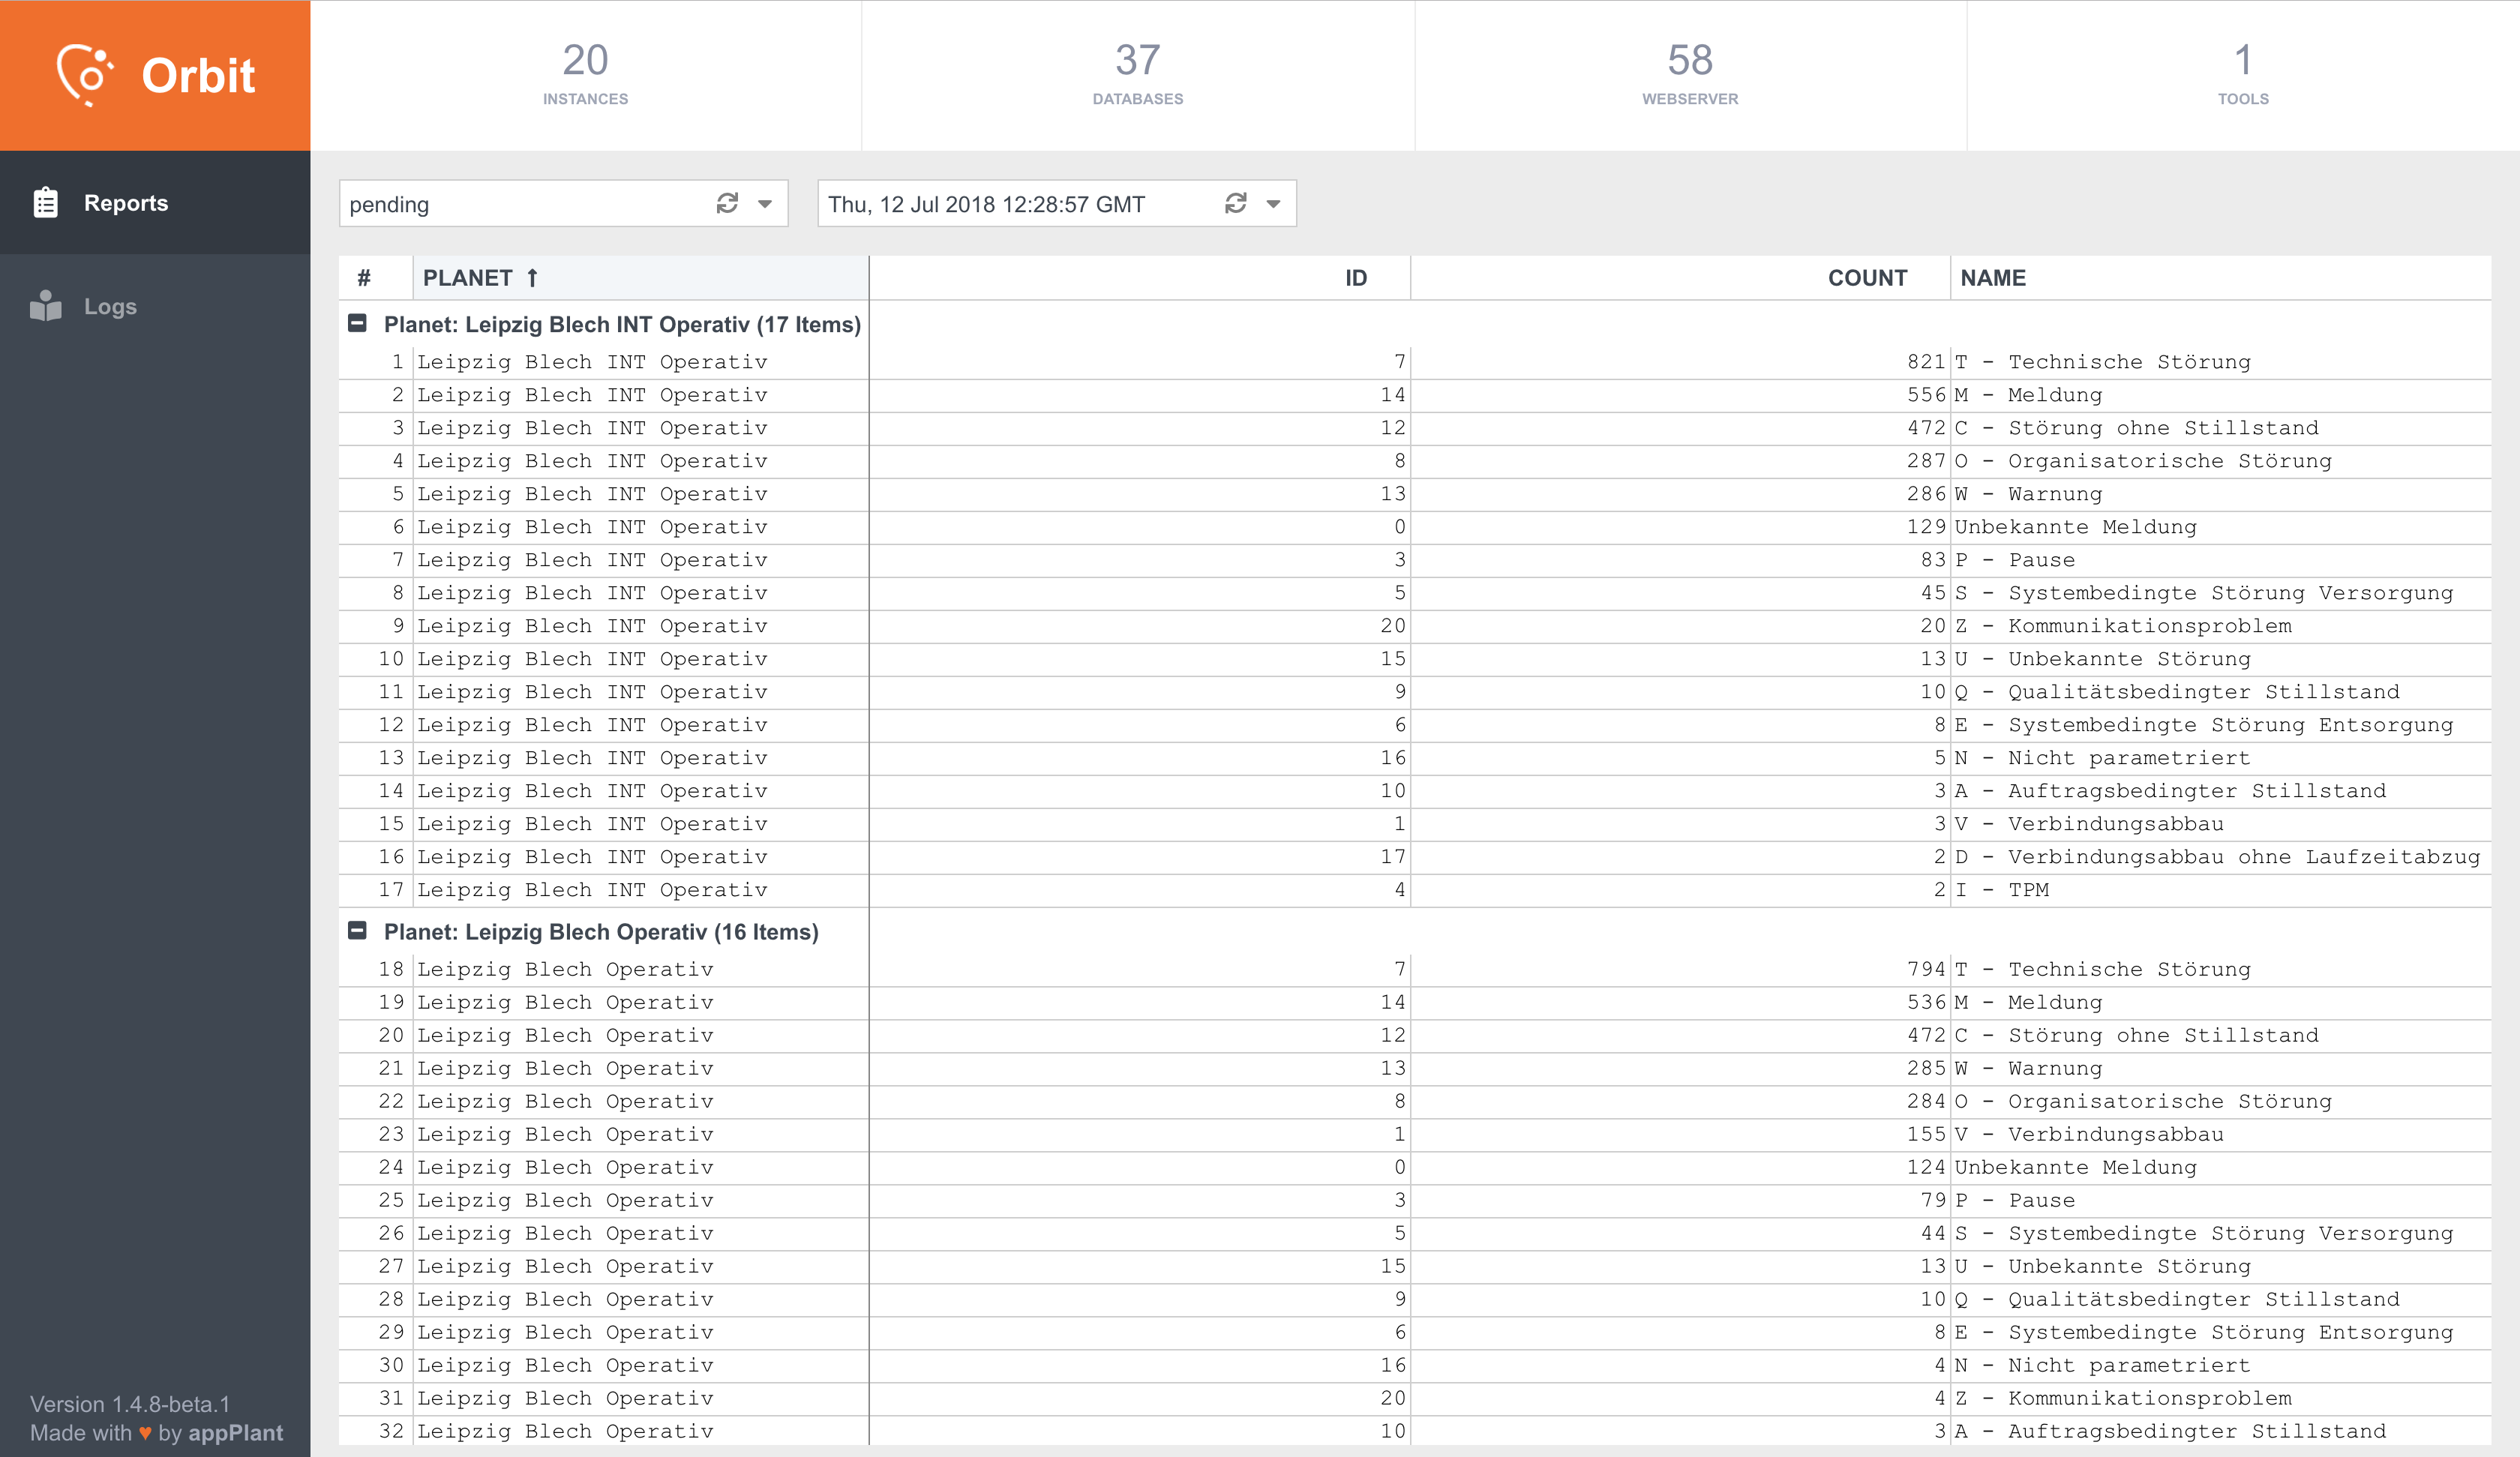 Orbit
20
INSTANCES
37
DATABASES
58
WEBSERVER
1
TOOLS
Reports
Logs
pending
Thu, 12 Jul 2018 12:28:57 GMT
# PLANET ↑ ID COUNT NAME
Planet: Leipzig Blech INT Operativ (17 Items)
1 Leipzig Blech INT Operativ 7 821 T - Technische Störung
2 Leipzig Blech INT Operativ 14 556 M - Meldung
3 Leipzig Blech INT Operativ 12 472 C - Störung ohne Stillstand
4 Leipzig Blech INT Operativ 8 287 O - Organisatorische Störung
5 Leipzig Blech INT Operativ 13 286 W - Warnung
6 Leipzig Blech INT Operativ 0 129 Unbekannte Meldung
7 Leipzig Blech INT Operativ 3 83 P - Pause
8 Leipzig Blech INT Operativ 5 45 S - Systembedingte Störung Versorgung
9 Leipzig Blech INT Operativ 20 20 Z - Kommunikationsproblem
10 Leipzig Blech INT Operativ 15 13 U - Unbekannte Störung
11 Leipzig Blech INT Operativ 9 10 Q - Qualitätsbedingter Stillstand
12 Leipzig Blech INT Operativ 6 8 E - Systembedingte Störung Entsorgung
13 Leipzig Blech INT Operativ 16 5 N - Nicht parametriert
14 Leipzig Blech INT Operativ 10 3 A - Auftragsbedingter Stillstand
15 Leipzig Blech INT Operativ 1 3 V - Verbindungsabbau
16 Leipzig Blech INT Operativ 17 2 D - Verbindungsabbau ohne Laufzeitabzug
17 Leipzig Blech INT Operativ 4 2 I - TPM
Planet: Leipzig Blech Operativ (16 Items)
18 Leipzig Blech Operativ 7 794 T - Technische Störung
19 Leipzig Blech Operativ 14 536 M - Meldung
20 Leipzig Blech Operativ 12 472 C - Störung ohne Stillstand
21 Leipzig Blech Operativ 13 285 W - Warnung
22 Leipzig Blech Operativ 8 284 O - Organisatorische Störung
23 Leipzig Blech Operativ 1 155 V - Verbindungsabbau
24 Leipzig Blech Operativ 0 124 Unbekannte Meldung
25 Leipzig Blech Operativ 3 79 P - Pause
26 Leipzig Blech Operativ 5 44 S - Systembedingte Störung Versorgung
27 Leipzig Blech Operativ 15 13 U - Unbekannte Störung
28 Leipzig Blech Operativ 9 10 Q - Qualitätsbedingter Stillstand
29 Leipzig Blech Operativ 6 8 E - Systembedingte Störung Entsorgung
30 Leipzig Blech Operativ 16 4 N - Nicht parametriert
31 Leipzig Blech Operativ 20 4 Z - Kommunikationsproblem
32 Leipzig Blech Operativ 10 3 A - Auftragsbedingter Stillstand
Version 1.4.8-beta.1
Made with ♥ by appPlant